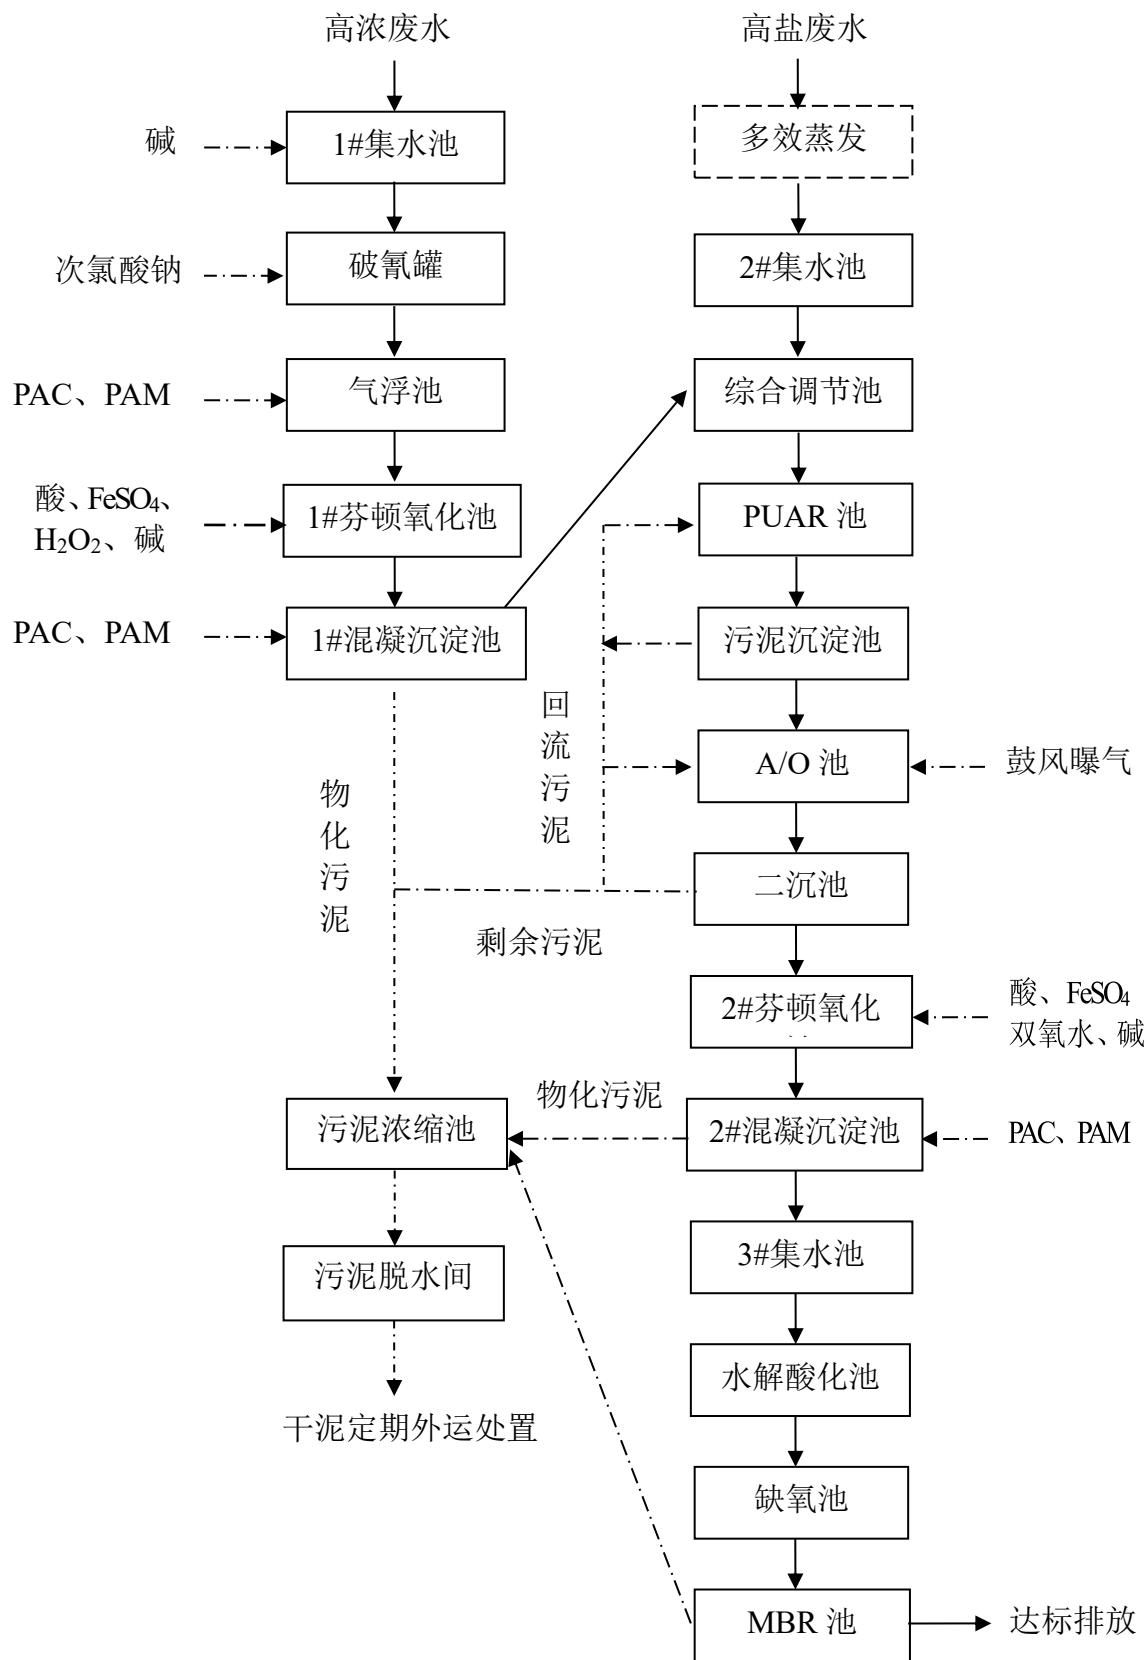 高浓废水
高盐废水
碱
1#集水池
多效蒸发
次氯酸钠
破氰罐
2#集水池
PAC、PAM
气浮池
综合调节池
酸、FeSO₄、
H₂O₂、碱
1#芬顿氧化池
PUAR 池
PAC、PAM
1#混凝沉淀池
污泥沉淀池
回流污泥
A/O 池
鼓风曝气
物化污泥
二沉池
剩余污泥
2#芬顿氧化
酸、FeSO₄
双氧水、碱
物化污泥
污泥浓缩池
2#混凝沉淀池
PAC、PAM
污泥脱水间
3#集水池
水解酸化池
干泥定期外运处置
缺氧池
MBR 池
达标排放